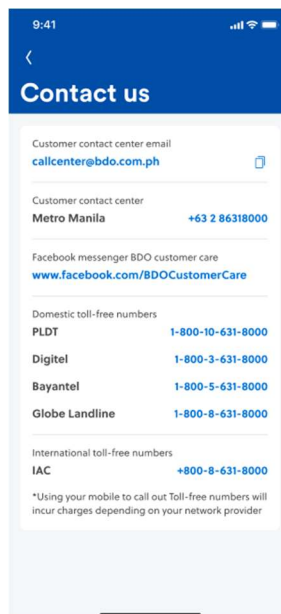 9:41
Contact us
Customer contact center email
callcenter@bdo.com.ph
Customer contact center
Metro Manila +63 2 86318000
Facebook messenger BDO customer care
www.facebook.com/BDOCustomerCare
Domestic toll-free numbers
PLDT 1-800-10-631-8000
Digitel 1-800-3-631-8000
Bayantel 1-800-5-631-8000
Globe Landline 1-800-8-631-8000
International toll-free numbers
IAC +800-8-631-8000
*Using your mobile to call out Toll-free numbers will
incur charges depending on your network provider